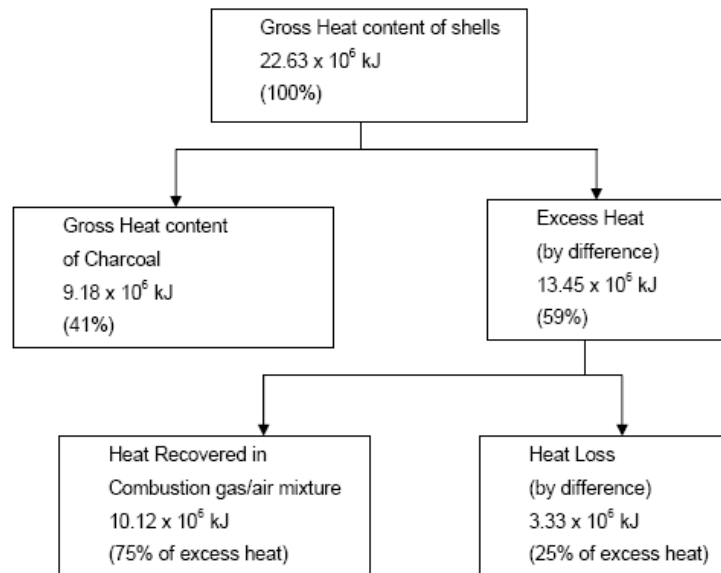 Gross Heat content of shells
22.63 x 10⁶ kJ
(100%)
Gross Heat content
of Charcoal
9.18 x 10⁶ kJ
(41%)
Excess Heat
(by difference)
13.45 x 10⁶ kJ
(59%)
Heat Recovered in
Combustion gas/air mixture
10.12 x 10⁶ kJ
(75% of excess heat)
Heat Loss
(by difference)
3.33 x 10⁶ kJ
(25% of excess heat)